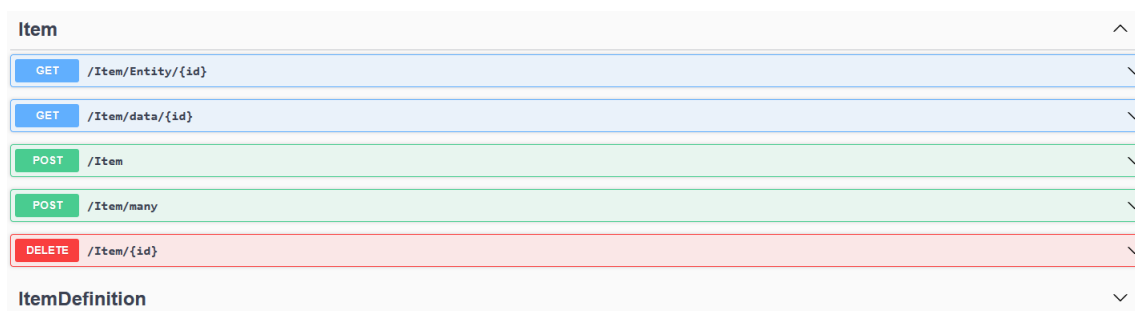 Item
GET /Item/Entity/{id}
GET /Item/data/{id}
POST /Item
POST /Item/many
DELETE /Item/{id}
ItemDefinition